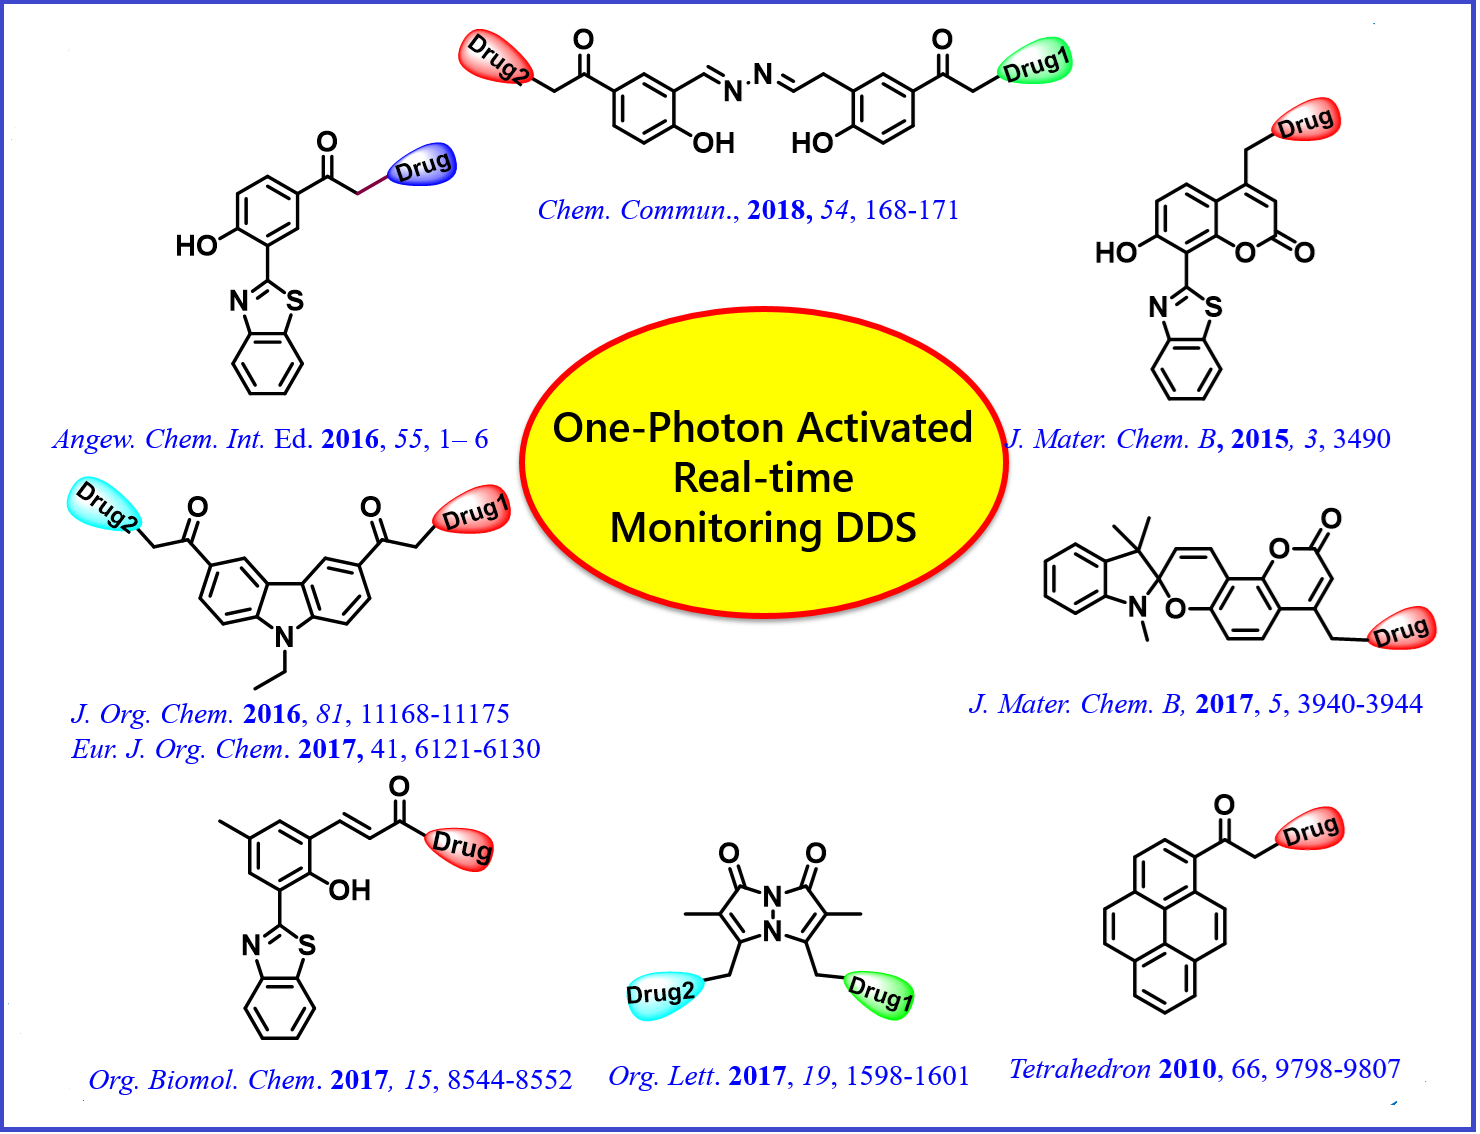 Drug2
O
N
N
OH
HO
O
Drug1
Chem. Commun., 2018, 54, 168-171
O
Drug
HO
N
S
Angew. Chem. Int. Ed. 2016, 55, 1– 6
Drug
HO
O
O
N
S
J. Mater. Chem. B, 2015, 3, 3490
One-Photon Activated
Real-time
Monitoring DDS
Drug2
O
O
Drug1
N
J. Org. Chem. 2016, 81, 11168-11175
Eur. J. Org. Chem. 2017, 41, 6121-6130
O
O
N
O
Drug
J. Mater. Chem. B, 2017, 5, 3940-3944
O
Drug
OH
N
S
Org. Biomol. Chem. 2017, 15, 8544-8552
O
O
N
N
Drug2
Drug1
Org. Lett. 2017, 19, 1598-1601
O
Drug
Tetrahedron 2010, 66, 9798-9807